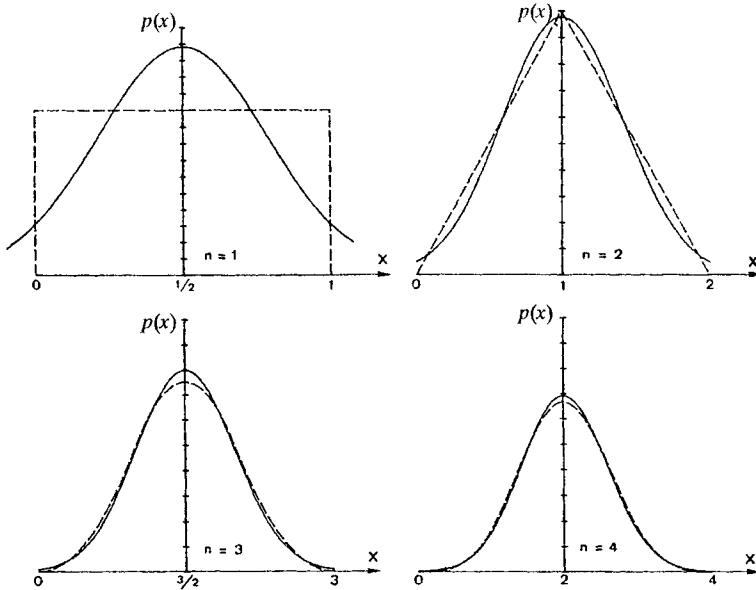 p(x)
n = 1
x
0
1/2
1
p(x)
n = 2
x
0
1
2
p(x)
n = 3
x
0
3/2
3
p(x)
n = 4
x
0
2
4